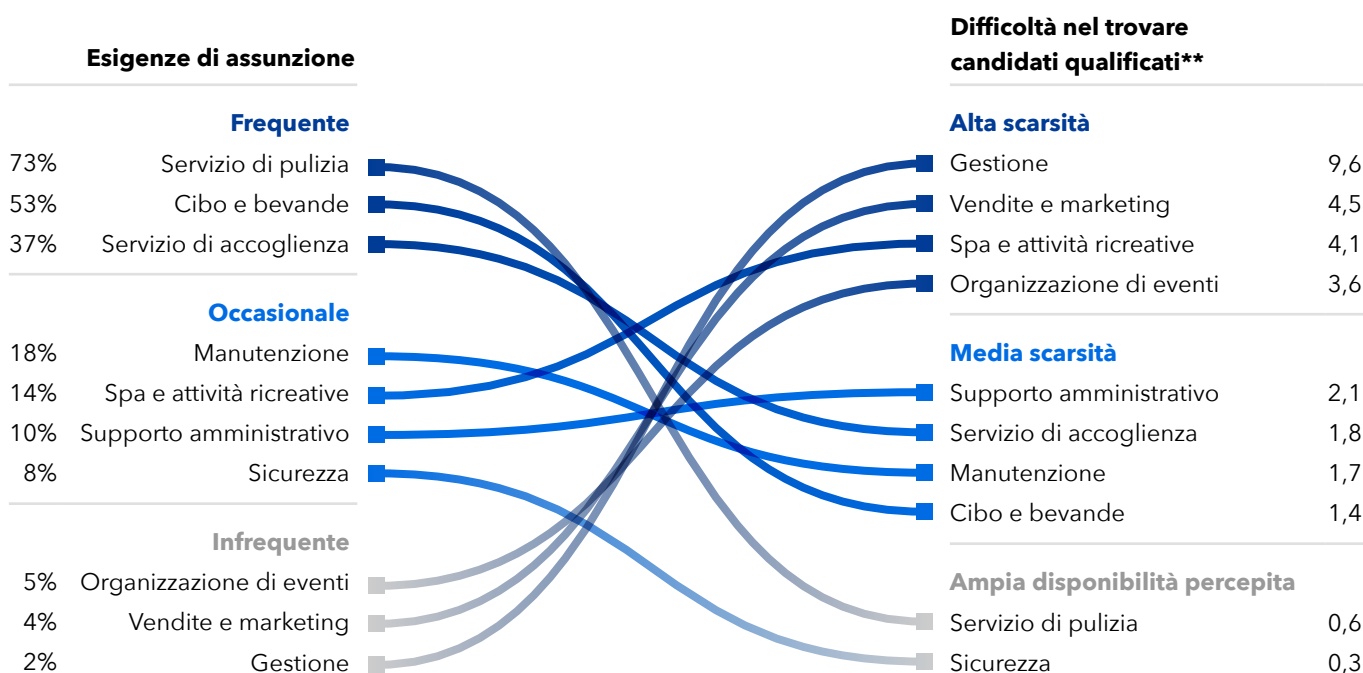 Esigenze di assunzione
Frequente
73% Servizio di pulizia
53% Cibo e bevande
37% Servizio di accoglienza
Occasionale
18% Manutenzione
14% Spa e attività ricreative
10% Supporto amministrativo
8% Sicurezza
Infrequente
5% Organizzazione di eventi
4% Vendite e marketing
2% Gestione
Difficoltà nel trovare
candidati qualificati**
Alta scarsità
Gestione 9,6
Vendite e marketing 4,5
Spa e attività ricreative 4,1
Organizzazione di eventi 3,6
Media scarsità
Supporto amministrativo 2,1
Servizio di accoglienza 1,8
Manutenzione 1,7
Cibo e bevande 1,4
Ampia disponibilità percepita
Servizio di pulizia 0,6
Sicurezza 0,3